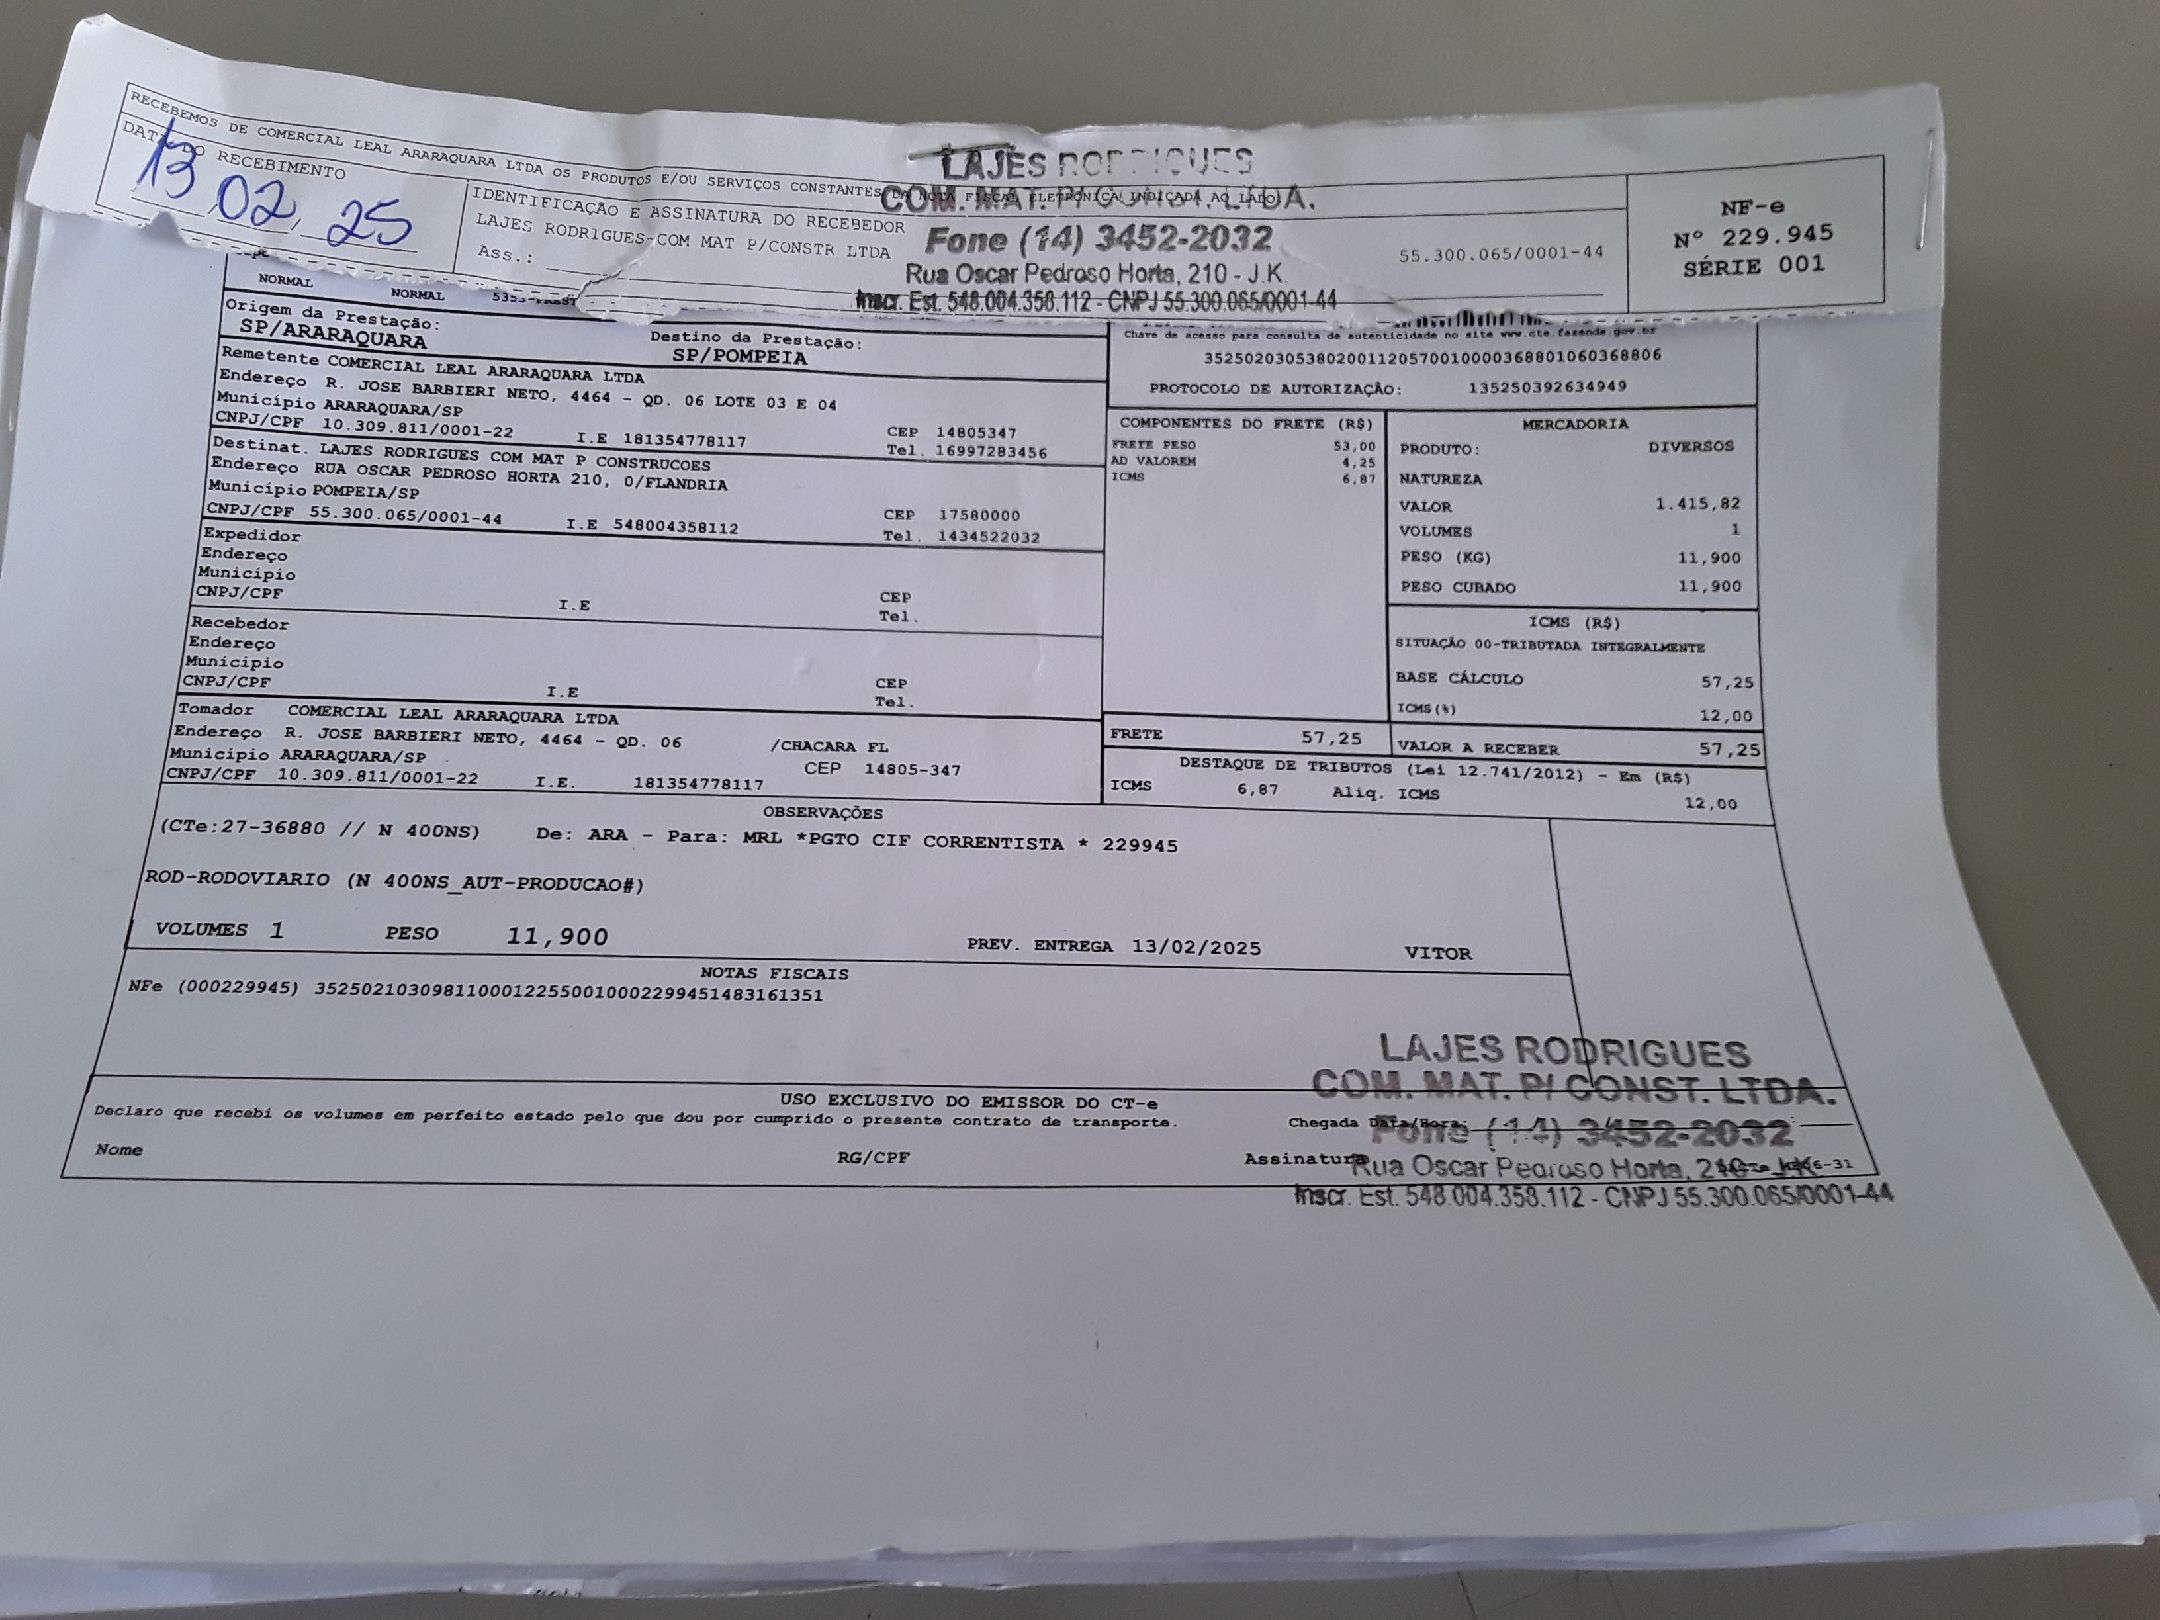 RECEBEMOS DE COMERCIAL LEAL ARARAQUARA LTDA OS PRODUTOS E/OU SERVIÇOS CONSTANTES DA NOTA FISCAL ELETRÔNICA INDICADA AO LADO
DATA DO RECEBIMENTO
13 02 25
IDENTIFICAÇÃO E ASSINATURA DO RECEBEDOR
LAJES RODRIGUES-COM MAT P/CONSTR LTDA
55.300.065/0001-44
Ass.:
NF-e
Nº 229.945
SÉRIE 001
LAJES RODRIGUES
COM. MAT. P/ CONST. LTDA.
Fone (14) 3452-2032
Rua Oscar Pedroso Horta, 210 - J.K.
Inscr. Est. 548.004.358.112 - CNPJ 55.300.065/0001-44
NORMAL NORMAL
Origem da Prestação:
SP/ARARAQUARA
Destino da Prestação:
SP/POMPEIA
Chave de acesso para consulta de autenticidade no site www.cte.fazenda.gov.br
35250203053802001120570010000368801060368806
PROTOCOLO DE AUTORIZAÇÃO: 135250392634949
Remetente COMERCIAL LEAL ARARAQUARA LTDA
Endereço R. JOSE BARBIERI NETO, 4464 - QD. 06 LOTE 03 E 04
Município ARARAQUARA/SP CEP 14805347
CNPJ/CPF 10.309.811/0001-22 I.E 181354778117 Tel. 16997283456
Destinat. LAJES RODRIGUES COM MAT P CONSTRUCOES
Endereço RUA OSCAR PEDROSO HORTA 210, 0/FLANDRIA
Município POMPEIA/SP CEP 17580000
CNPJ/CPF 55.300.065/0001-44 I.E 548004358112 Tel. 1434522032
Expedidor
Endereço
Município CEP
CNPJ/CPF I.E Tel.
Recebedor
Endereço
Município CEP
CNPJ/CPF I.E Tel.
Tomador COMERCIAL LEAL ARARAQUARA LTDA
Endereço R. JOSE BARBIERI NETO, 4464 - QD. 06 /CHACARA FL
Município ARARAQUARA/SP CEP 14805-347
CNPJ/CPF 10.309.811/0001-22 I.E. 181354778117
COMPONENTES DO FRETE (R$)
FRETE PESO 53,00
AD VALOREM 4,25
ICMS 6,87
MERCADORIA
PRODUTO: DIVERSOS
NATUREZA
VALOR 1.415,82
VOLUMES 1
PESO (KG) 11,900
PESO CUBADO 11,900
ICMS (R$)
SITUAÇÃO 00-TRIBUTADA INTEGRALMENTE
BASE CÁLCULO 57,25
ICMS(%) 12,00
FRETE 57,25
VALOR A RECEBER 57,25
DESTAQUE DE TRIBUTOS (Lei 12.741/2012) - Em (R$)
ICMS 6,87 Aliq. ICMS 12,00
OBSERVAÇÕES
(CTe:27-36880 // N 400NS) De: ARA - Para: MRL *PGTO CIF CORRENTISTA * 229945
ROD-RODOVIARIO (N 400NS_AUT-PRODUCAO#)
VOLUMES 1 PESO 11,900 PREV. ENTREGA 13/02/2025 VITOR
NOTAS FISCAIS
NFe (000229945) 35250210309811000122550010002299451483161351
USO EXCLUSIVO DO EMISSOR DO CT-e
Declaro que recebi os volumes em perfeito estado pelo que dou por cumprido o presente contrato de transporte.
Chegada Data/Hora:
Nome RG/CPF Assinatura
LAJES RODRIGUES
COM. MAT. P/ CONST. LTDA.
Fone (14) 3452-2032
Rua Oscar Pedroso Horta, 210 - J.K.
Inscr. Est. 548.004.358.112 - CNPJ 55.300.065/0001-44